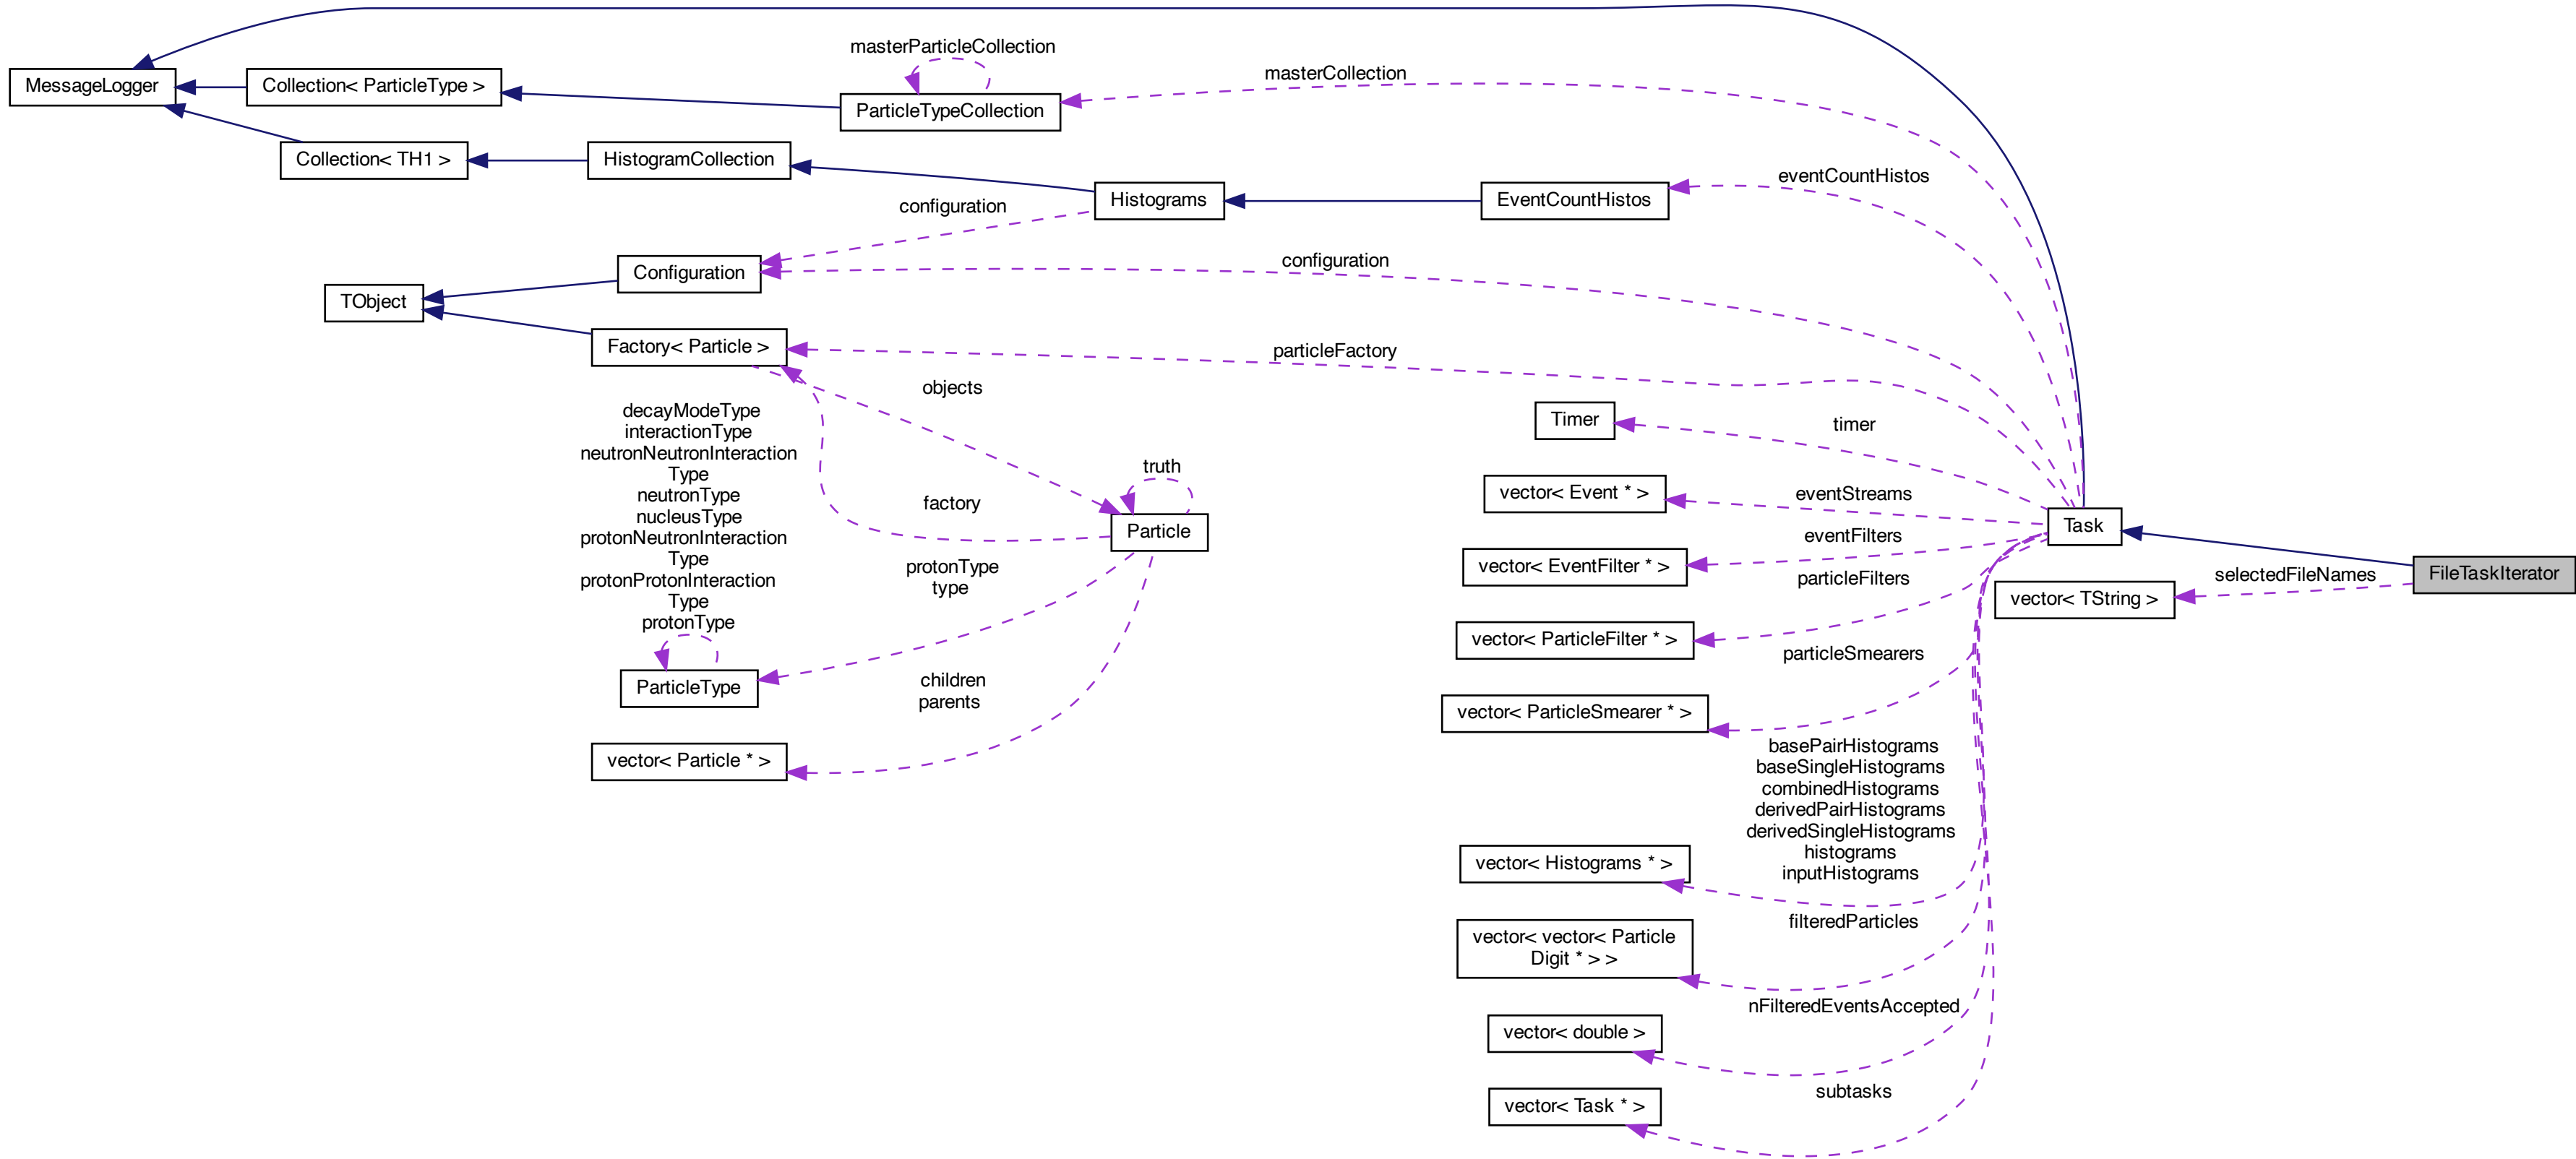 masterParticleCollection
MessageLogger
Collection< ParticleType >
ParticleTypeCollection
masterCollection
Collection< TH1 >
HistogramCollection
Histograms
EventCountHistos
eventCountHistos
configuration
Configuration
configuration
TObject
Factory< Particle >
particleFactory
objects
decayModeType
interactionType
neutronNeutronInteraction
Type
neutronType
nucleusType
protonNeutronInteraction
Type
protonProtonInteraction
Type
protonType
ParticleType
factory
truth
Particle
protonType
type
children
parents
vector< Particle * >
Timer
timer
vector< Event * >
eventStreams
Task
vector< EventFilter * >
eventFilters
FileTaskIterator
selectedFileNames
vector< TString >
particleFilters
vector< ParticleFilter * >
particleSmearers
vector< ParticleSmearer * >
basePairHistograms
baseSingleHistograms
combinedHistograms
derivedPairHistograms
derivedSingleHistograms
histograms
inputHistograms
vector< Histograms * >
filteredParticles
vector< vector< Particle
Digit * > >
nFilteredEventsAccepted
vector< double >
subtasks
vector< Task * >